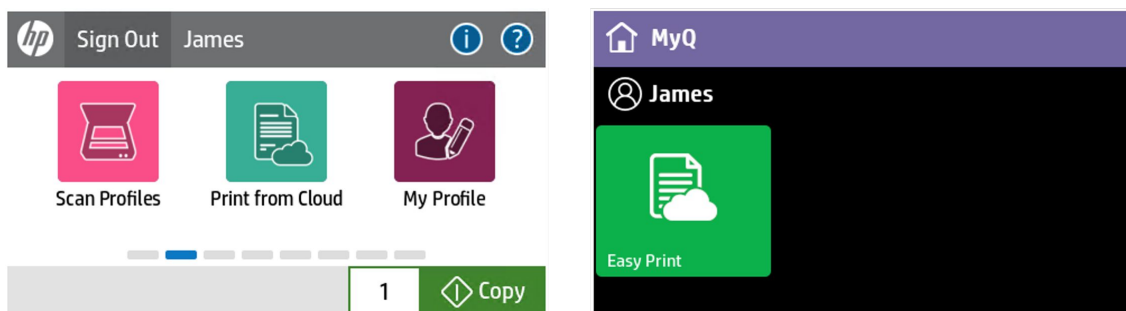 hp Sign Out James i ?
Scan Profiles Print from Cloud My Profile
1 Copy
MyQ
James
Easy Print